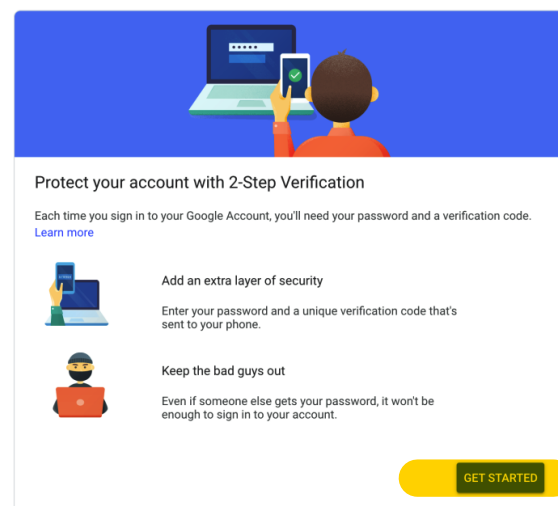 Protect your account with 2-Step Verification
Each time you sign in to your Google Account, you'll need your password and a verification code.
Learn more
Add an extra layer of security
Enter your password and a unique verification code that's
sent to your phone.
Keep the bad guys out
Even if someone else gets your password, it won't be
enough to sign in to your account.
GET STARTED